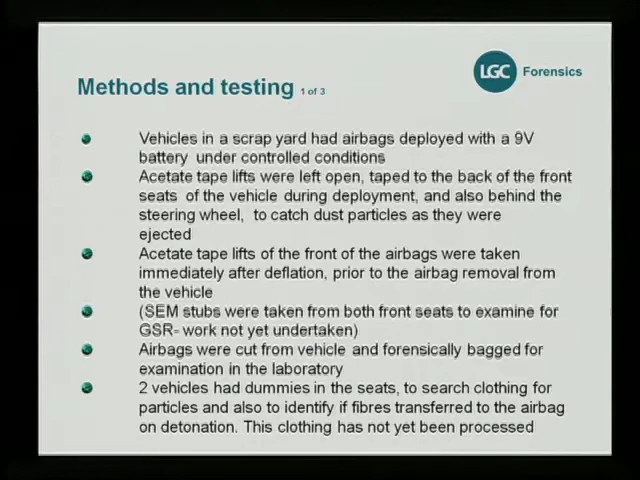 LGC Forensics
Methods and testing 1 of 3
Vehicles in a scrap yard had airbags deployed with a 9V
battery under controlled conditions
Acetate tape lifts were left open, taped to the back of the front
seats of the vehicle during deployment, and also behind the
steering wheel, to catch dust particles as they were
ejected
Acetate tape lifts of the front of the airbags were taken
immediately after deflation, prior to the airbag removal from
the vehicle
(SEM stubs were taken from both front seats to examine for
GSR- work not yet undertaken)
Airbags were cut from vehicle and forensically bagged for
examination in the laboratory
2 vehicles had dummies in the seats, to search clothing for
particles and also to identify if fibres transferred to the airbag
on detonation. This clothing has not yet been processed